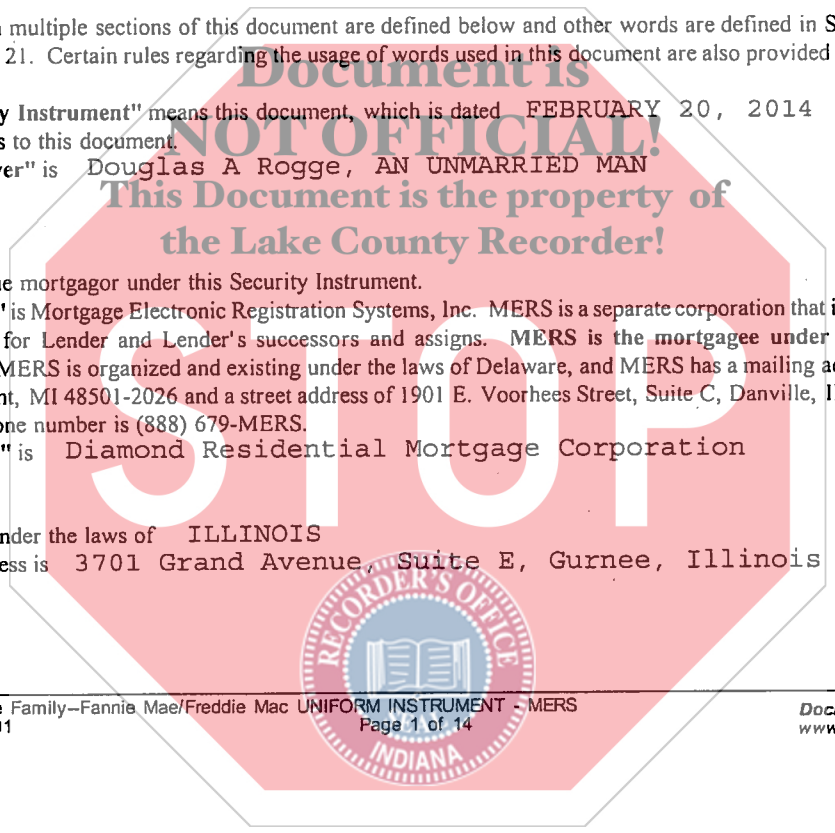 multiple sections of this document are defined below and other words are defined in S
21. Certain rules regarding the usage of words used in this document are also provided
Document is
y Instrument" means this document, which is dated FEBRUARY 20, 2014
NOT OFFICIAL!
s to this document.
er" is Douglas A Rogge, AN UNMARRIED MAN
This Document is the property of
the Lake County Recorder!
e mortgagor under this Security Instrument.
" is Mortgage Electronic Registration Systems, Inc. MERS is a separate corporation that i
for Lender and Lender's successors and assigns. MERS is the mortgagee under
MERS is organized and existing under the laws of Delaware, and MERS has a mailing a
nt, MI 48501-2026 and a street address of 1901 E. Voorhees Street, Suite C, Danville, I
one number is (888) 679-MERS.
" is Diamond Residential Mortgage Corporation
STOP
nder the laws of ILLINOIS
ess is 3701 Grand Avenue, Suite E, Gurnee, Illinois
RECORDER'S OFFICE
SEAL
INDIANA
e Family–Fannie Mae/Freddie Mac UNIFORM INSTRUMENT - MERS Doc
01 Page 1 of 14 www